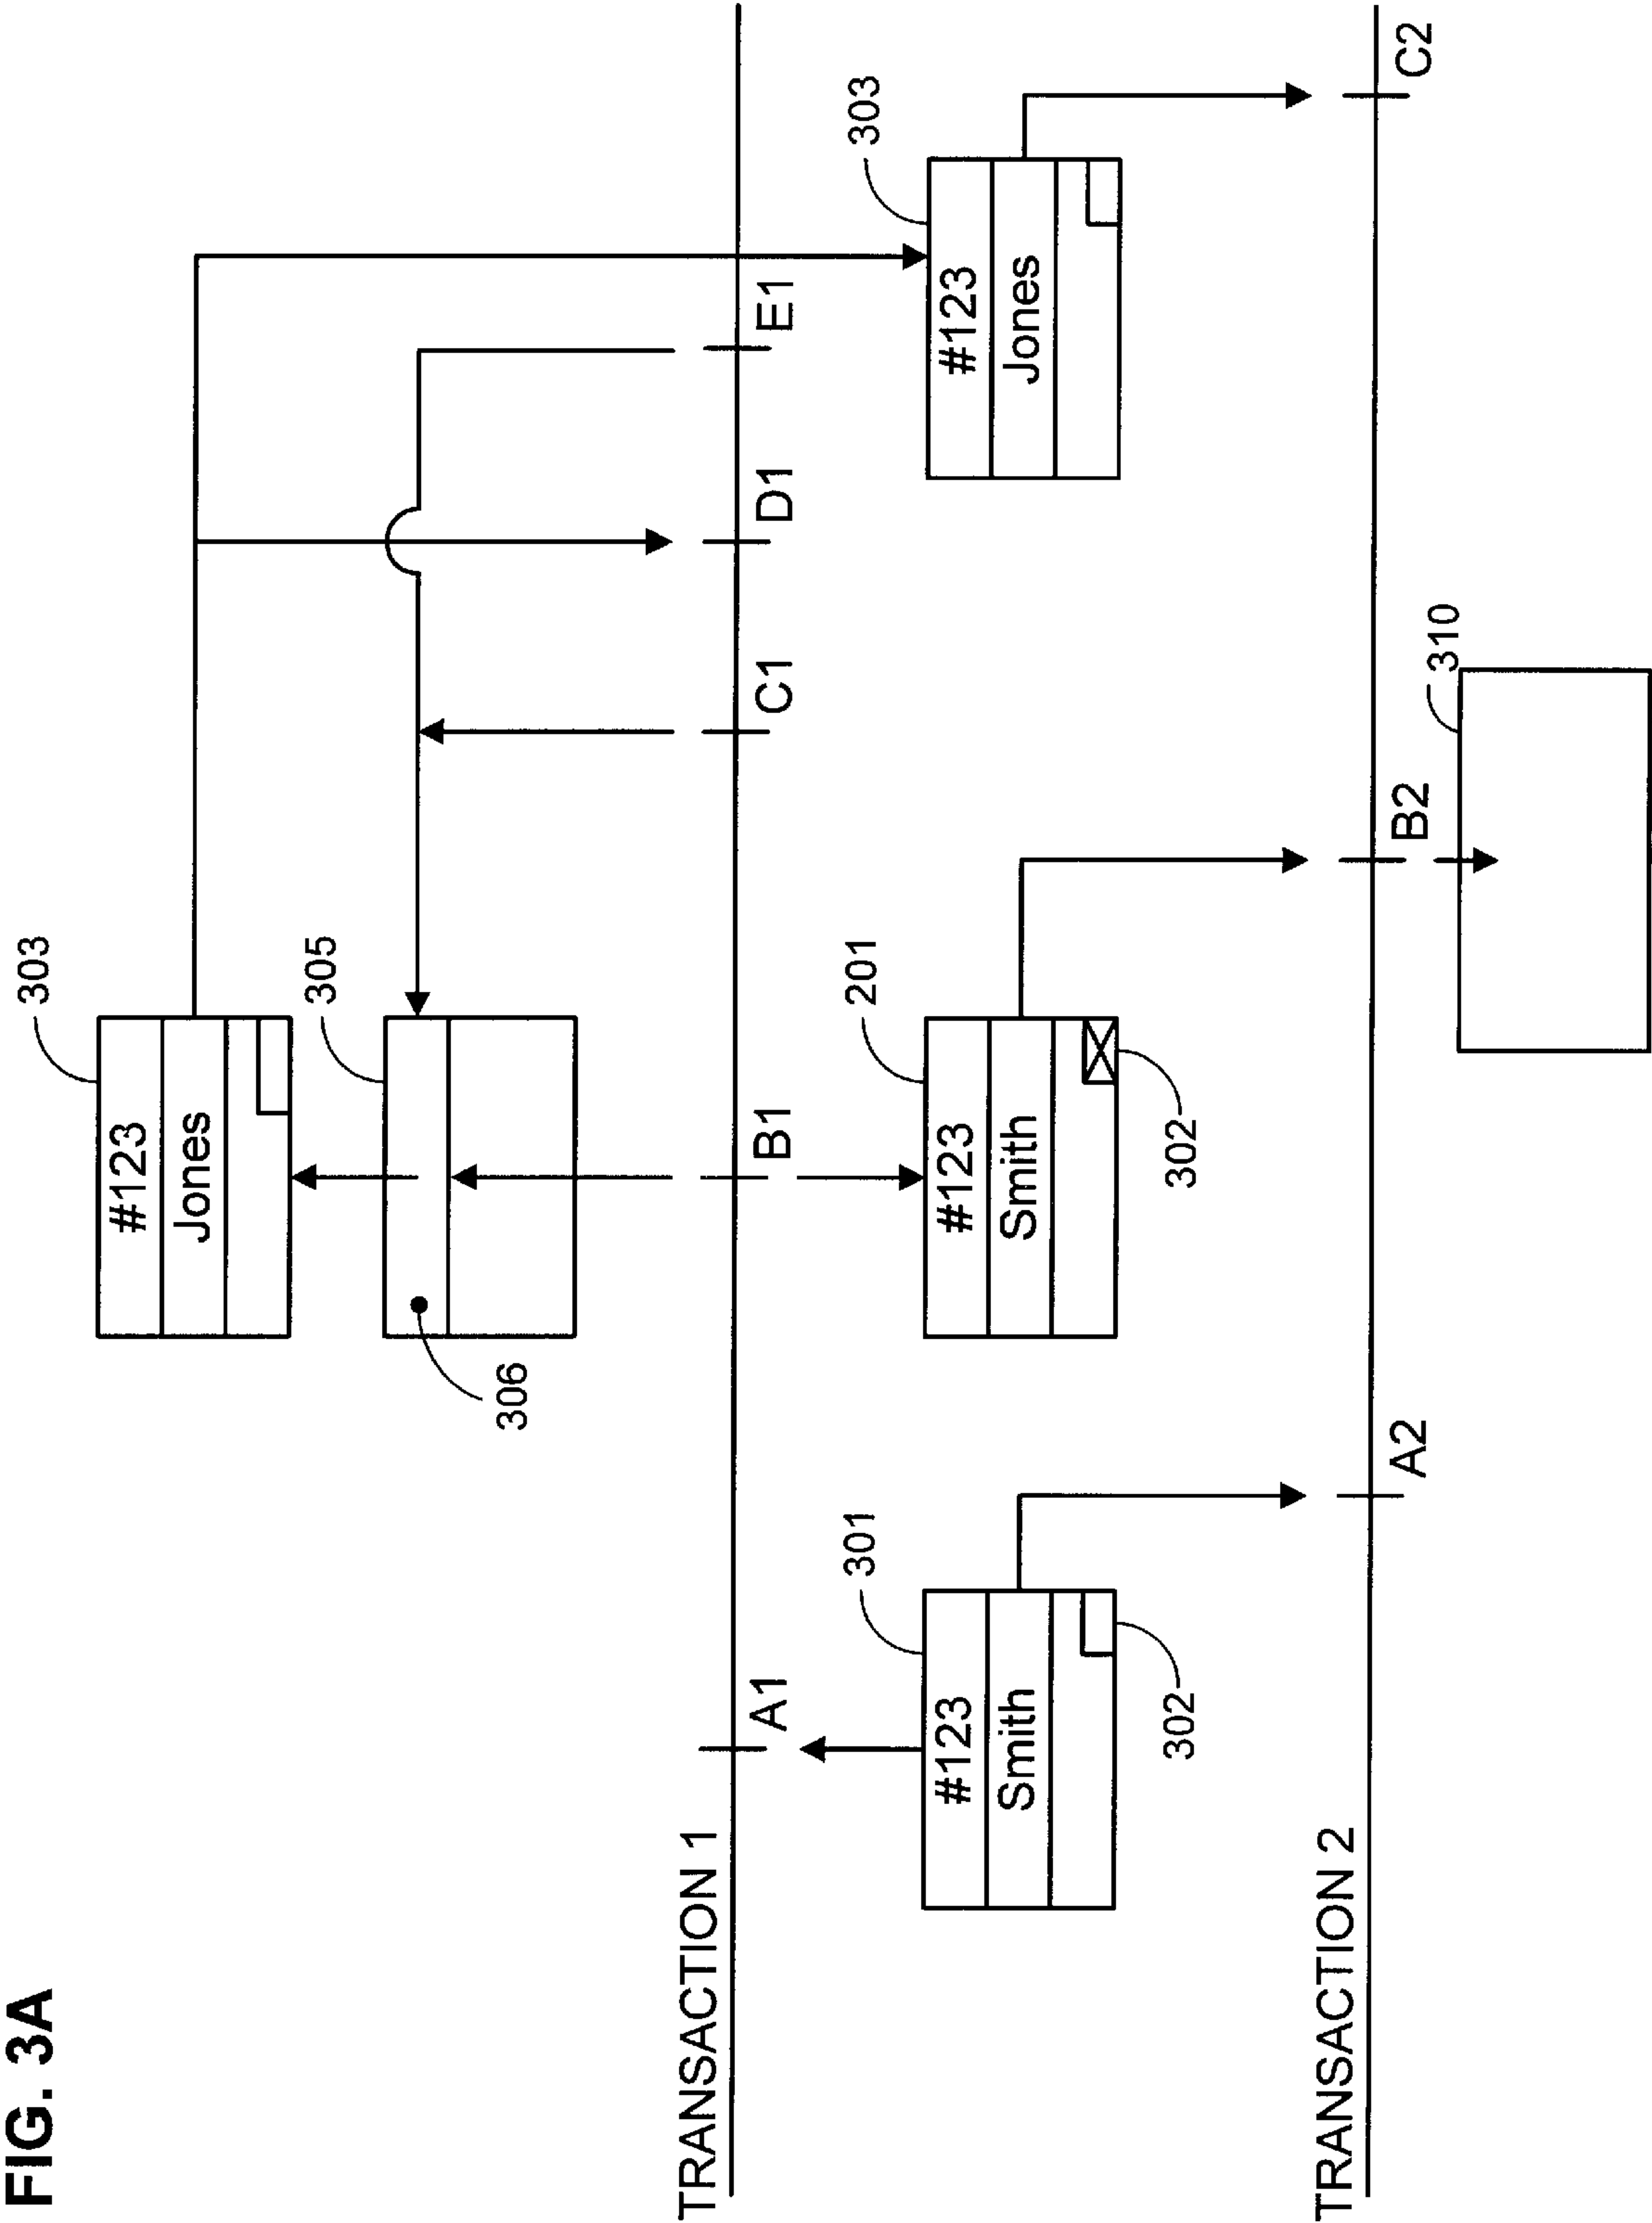 FIG. 3A
303
#123
Jones
305
306
TRANSACTION 1
A1
B1
C1
D1
E1
301
#123
Smith
302
201
#123
Smith
302
303
#123
Jones
TRANSACTION 2
A2
B2
C2
310